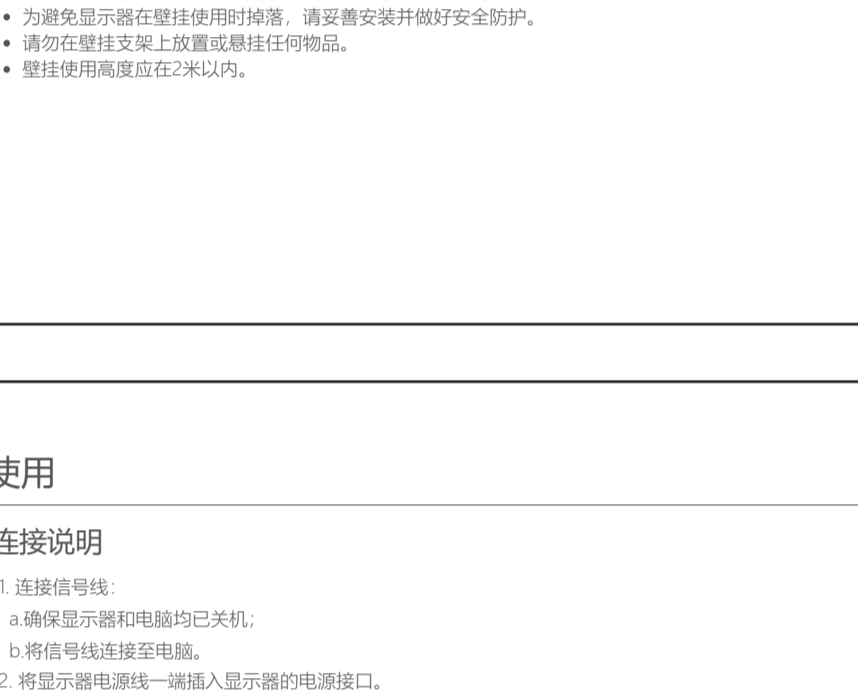 • 为避免显示器在壁挂使用时掉落，请妥善安装并做好安全防护。
• 请勿在壁挂支架上放置或悬挂任何物品。
• 壁挂使用高度应在2米以内。
使用
连接说明
1. 连接信号线：
a.确保显示器和电脑均已关机；
b.将信号线连接至电脑。
2. 将显示器电源线一端插入显示器的电源接口。